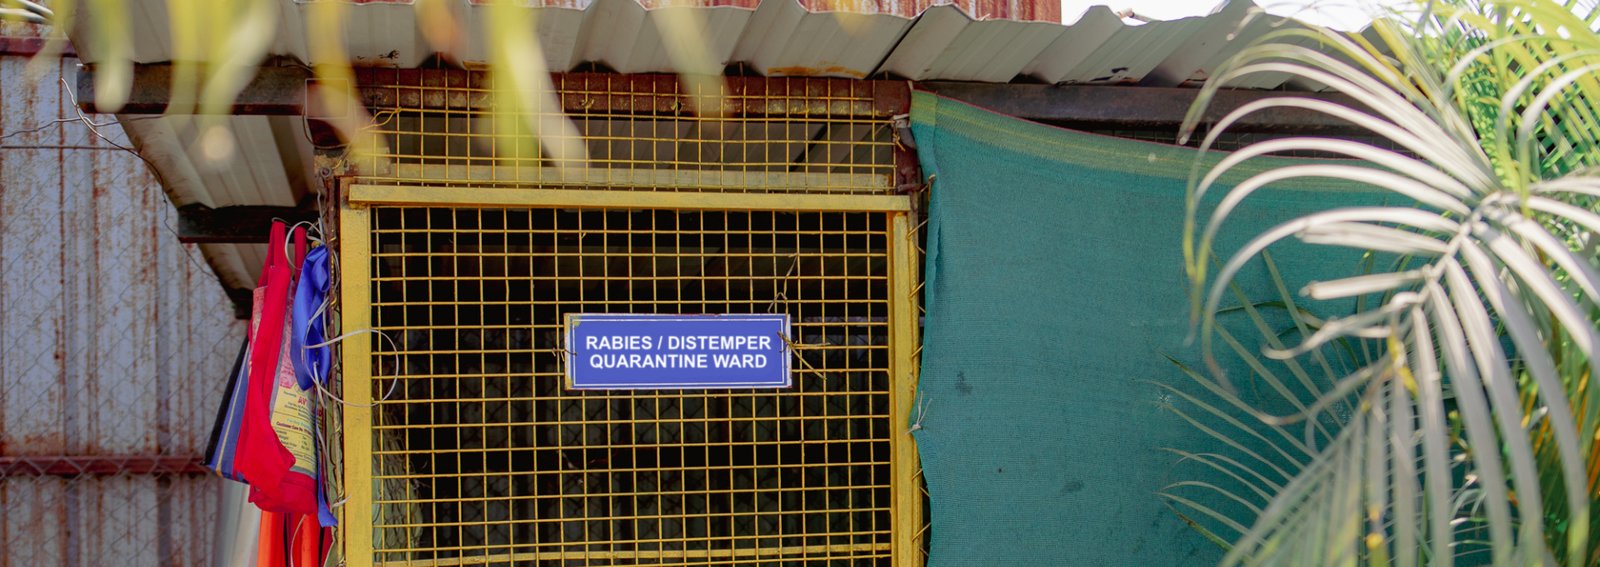 RABIES / DISTEMPER
QUARANTINE WARD